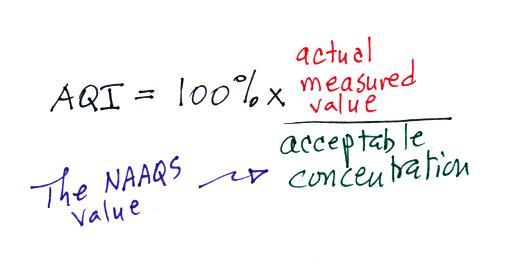 AQI = 100% x actual measured value
acceptable concentration
The NAAQS value